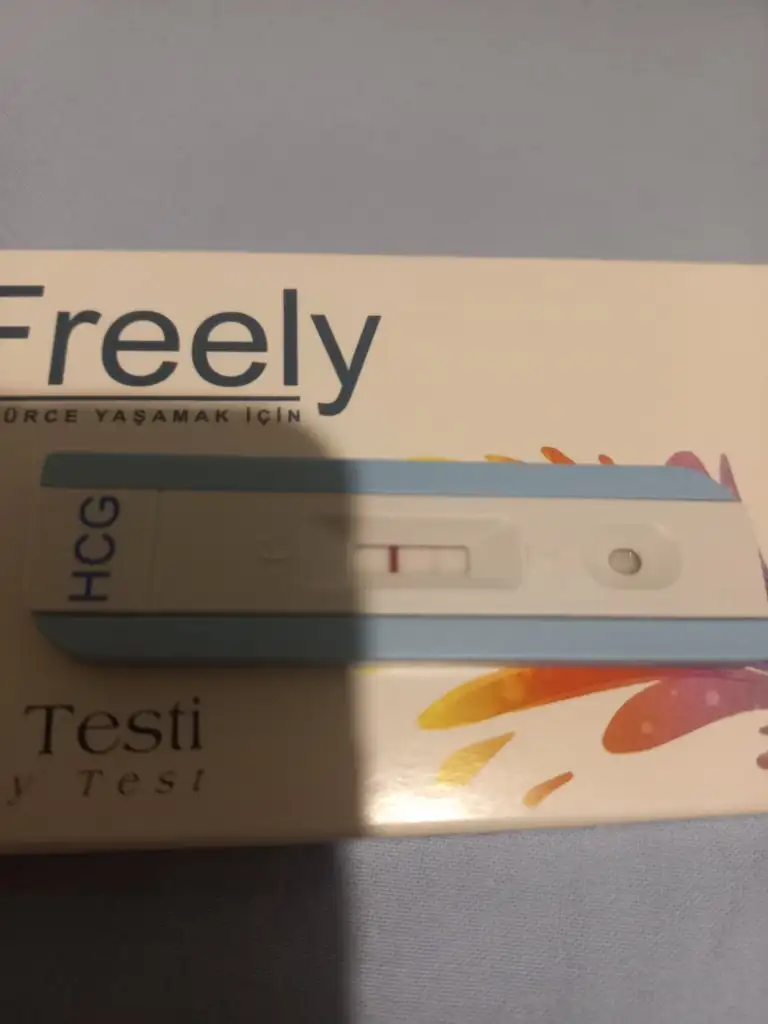 Freely
ÜRCE YAŞAMAK İÇİN
HCG
Testi
y Test